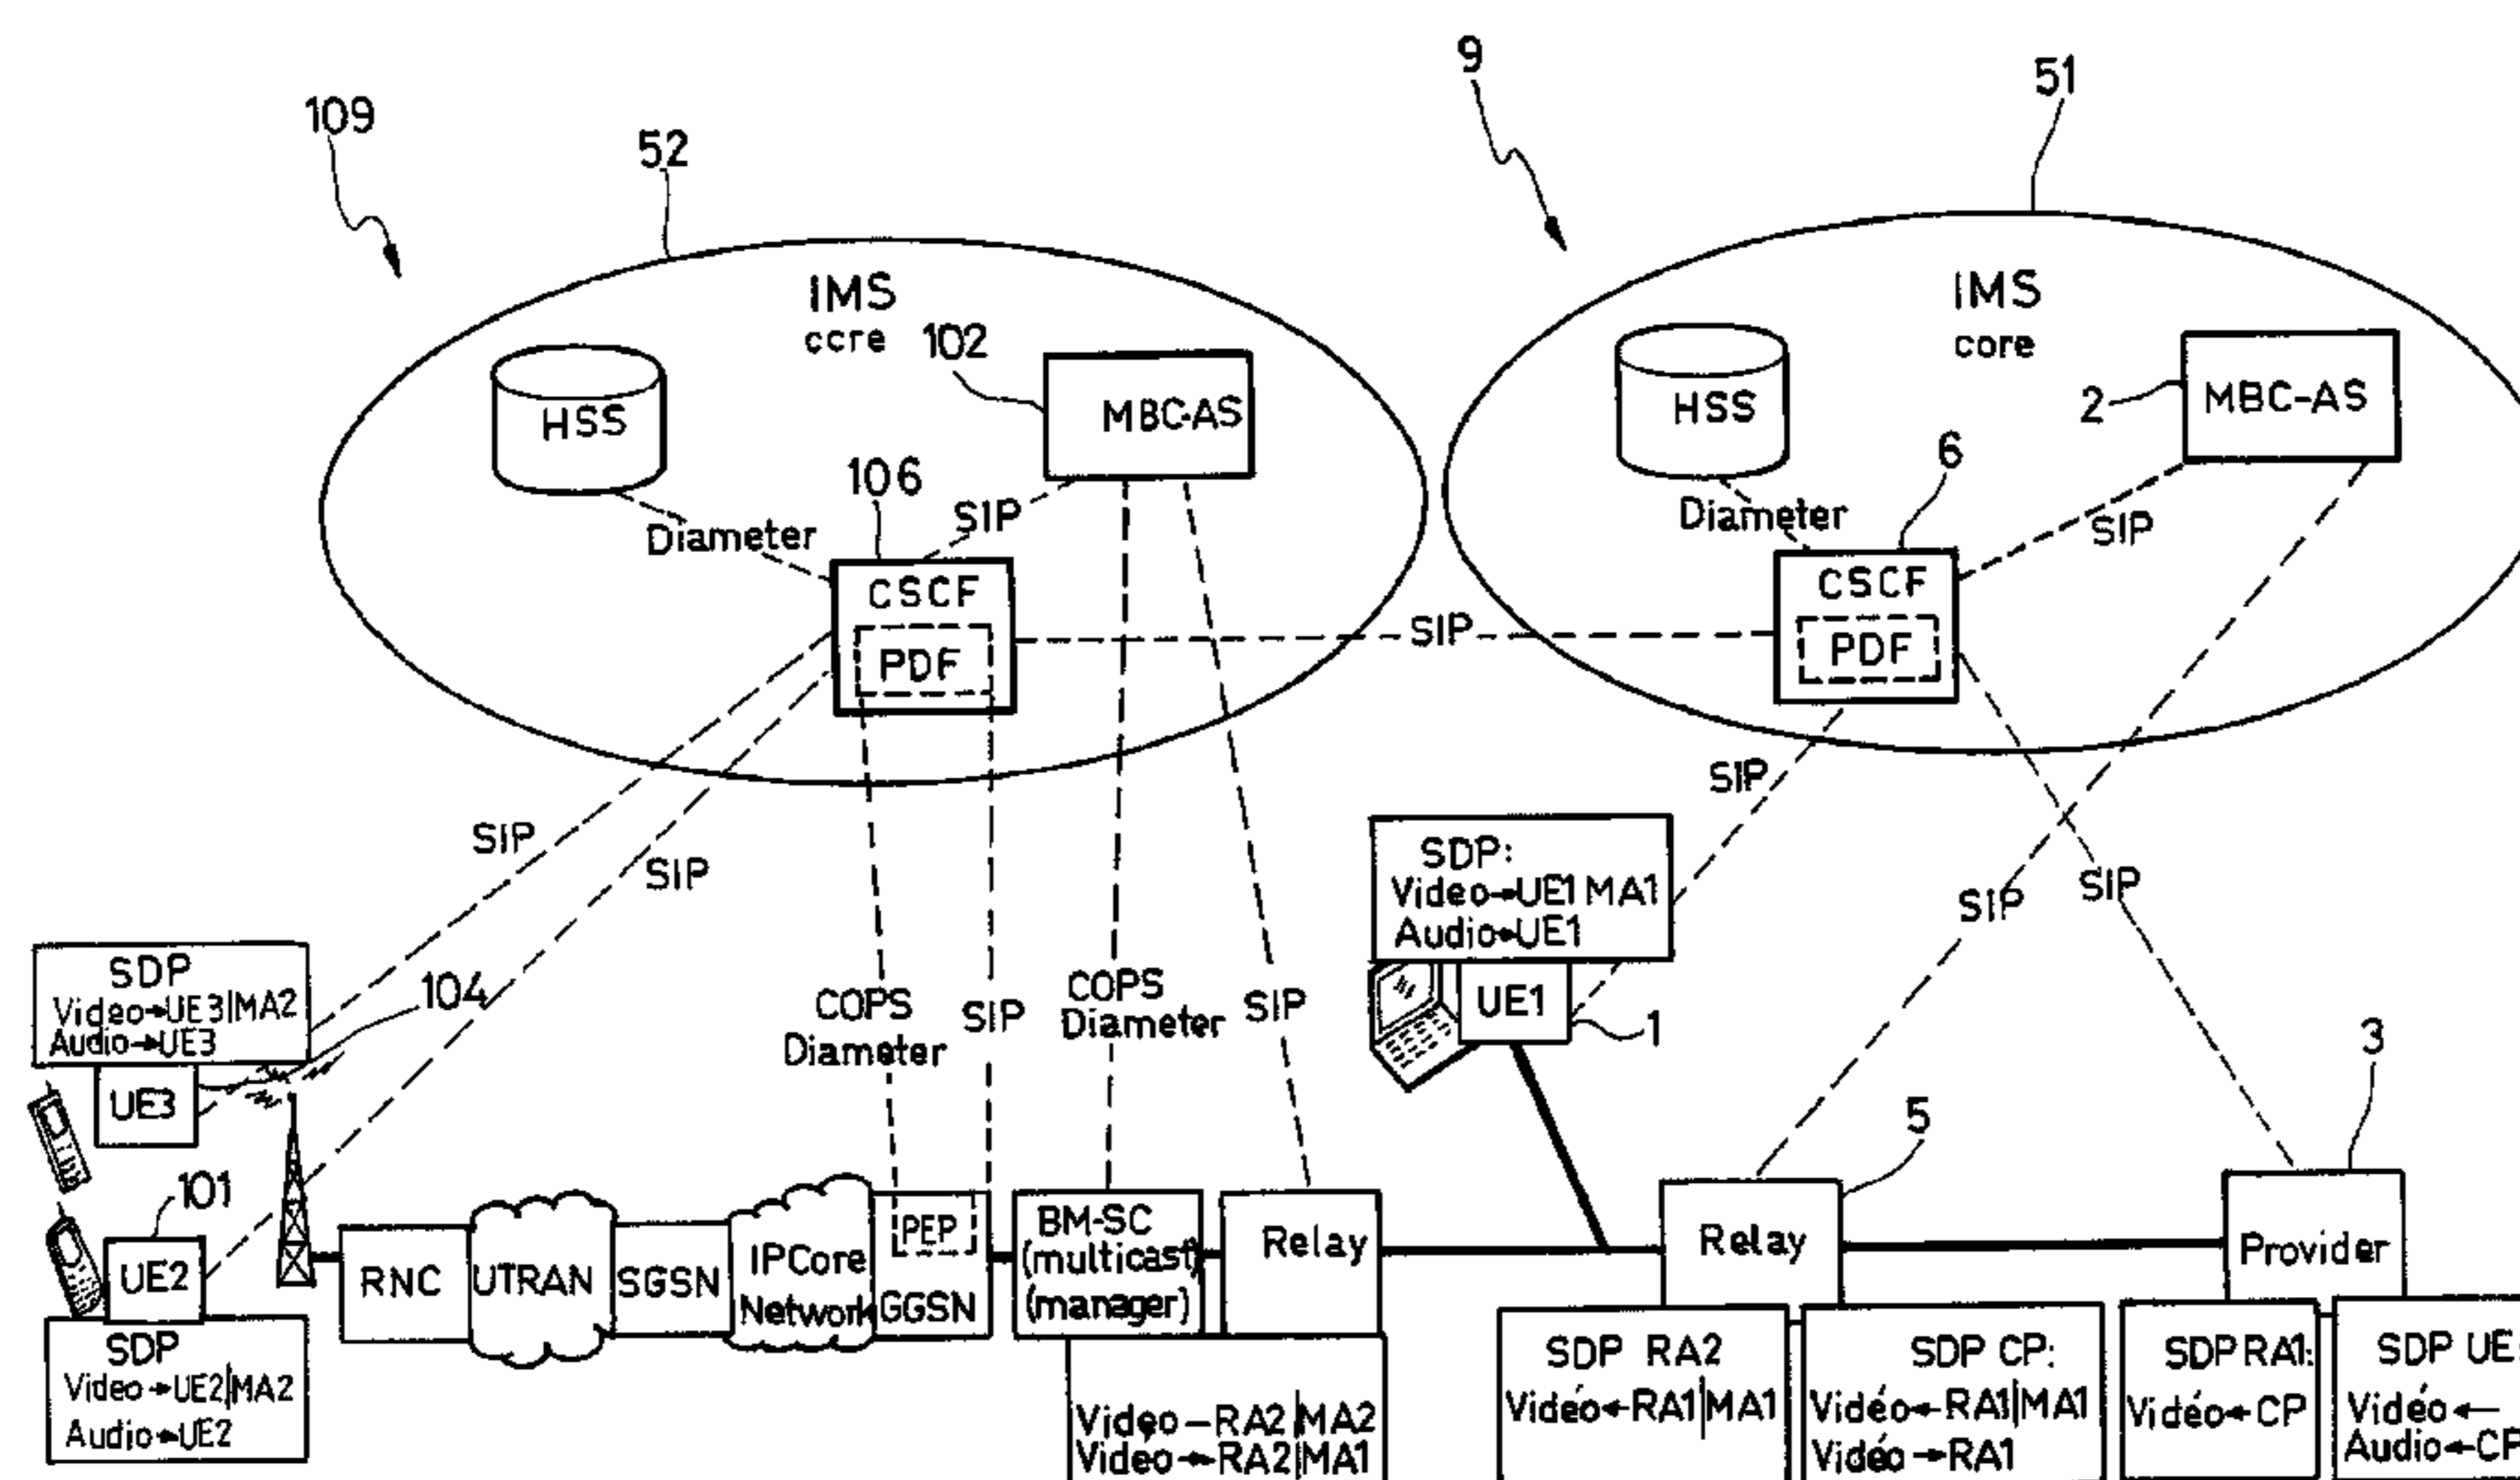 109
52
9
51
IMS
ccre
102
HSS
MBC-AS
106
SIP
Diameter
CSCF
PDF
IMS
core
HSS
2
MBC-AS
6
Diameter
SIP
CSCF
PDF
SIP
SIP
SIP
SIP
SIP
SIP
SDP:
Video→UE1 MA1
Audio→UE1
UE1
1
COPS
Diameter
SIP
COPS
Diameter
SIP
SDP
Video→UE3|MA2
Audio→UE3
104
UE3
101
UE2
SDP
Video→UE2|MA2
Audio→UE2
RNC
UTRAN
SGSN
IPCore
Network
PEP
GGSN
BM-SC
(multicast)
(manager)
Relay
5
Relay
3
Provider
Video–RA2|MA2
Video→RA2|MA1
SDP RA2
Vidéo←RA1|MA1
SDP CP:
Vidéo←RA1|MA1
Vidéo→RA1
SDP RA1:
Vidéo←CP
SDP UE
Vidéo←
Audio←CP